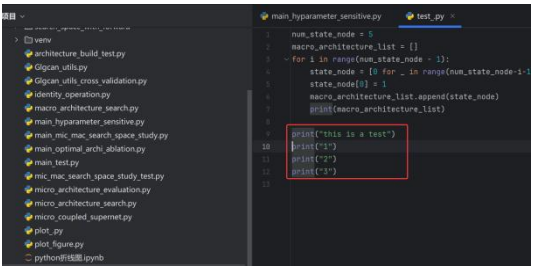 项目
main_hyparameter_sensitive.py
test_.py
venv
architecture_build_test.py
Glgcan_utils.py
Glgcan_utils_cross_validation.py
identity_operation.py
macro_architecture_search.py
main_hyparameter_sensitive.py
main_mic_mac_search_space_study.py
main_optimal_archi_ablation.py
main_test.py
mic_mac_search_space_study_test.py
micro_architecture_evaluation.py
micro_architecture_search.py
micro_coupled_supernet.py
plot_.py
plot_figure.py
python折线图.ipynb
1 num_state_node = 5
2 macro_architecture_list = []
3 for i in range(num_state_node - 1):
4 state_node = [0 for _ in range(num_state_node-i-1
5 state_node[0] = 1
6 macro_architecture_list.append(state_node)
7 print(macro_architecture_list)
8
9 print("this is a test")
10 print("1")
11 print("2")
12 print("3")
13